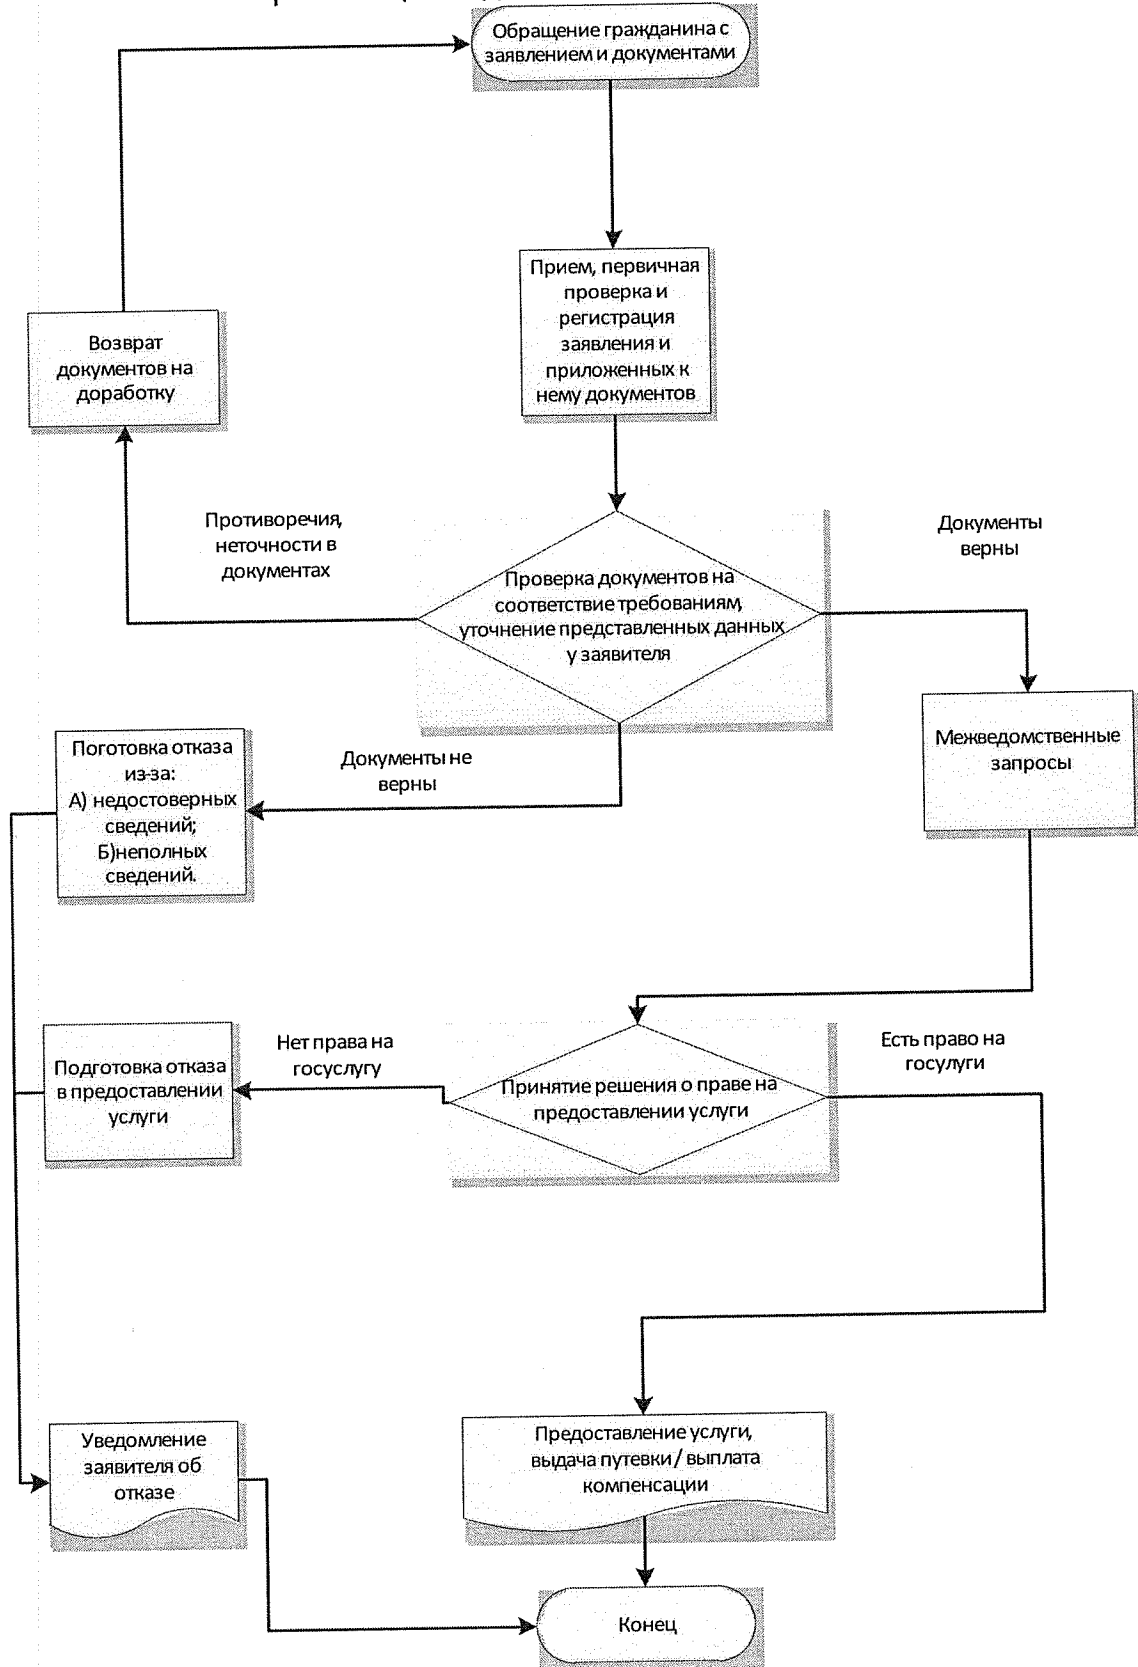 Обращение гражданина с
заявлением и документами
Прием, первичная
проверка и
регистрация
заявления и
приложенных к
нему документов
Возврат
документов на
доработку
Противоречия,
неточности в
документах
Документы
верны
Проверка документов на
соответствие требованиям,
уточнение представленных данных
у заявителя
Межведомственные
запросы
Документы не
верны
Поготовка отказа
из-за:
А) недостоверных
сведений;
Б)неполных
сведений.
Нет права на
госуслугу
Есть право на
госулуги
Подготовка отказа
в предоставлении
услуги
Принятие решения о праве на
предоставлении услуги
Уведомление
заявителя об
отказе
Предоставление услуги,
выдача путевки / выплата
компенсации
Конец